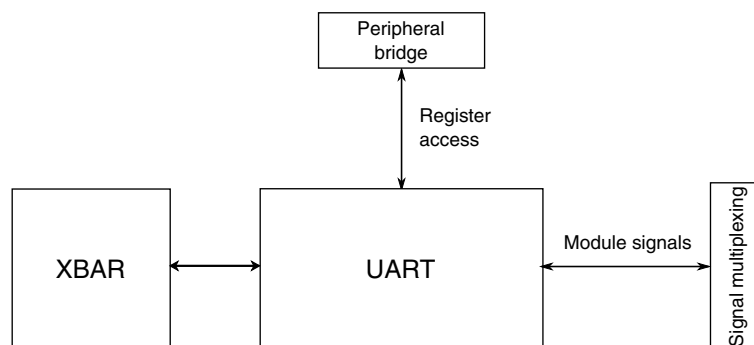 Peripheral
bridge
Register
access
XBAR
UART
Module signals
Signal multiplexing